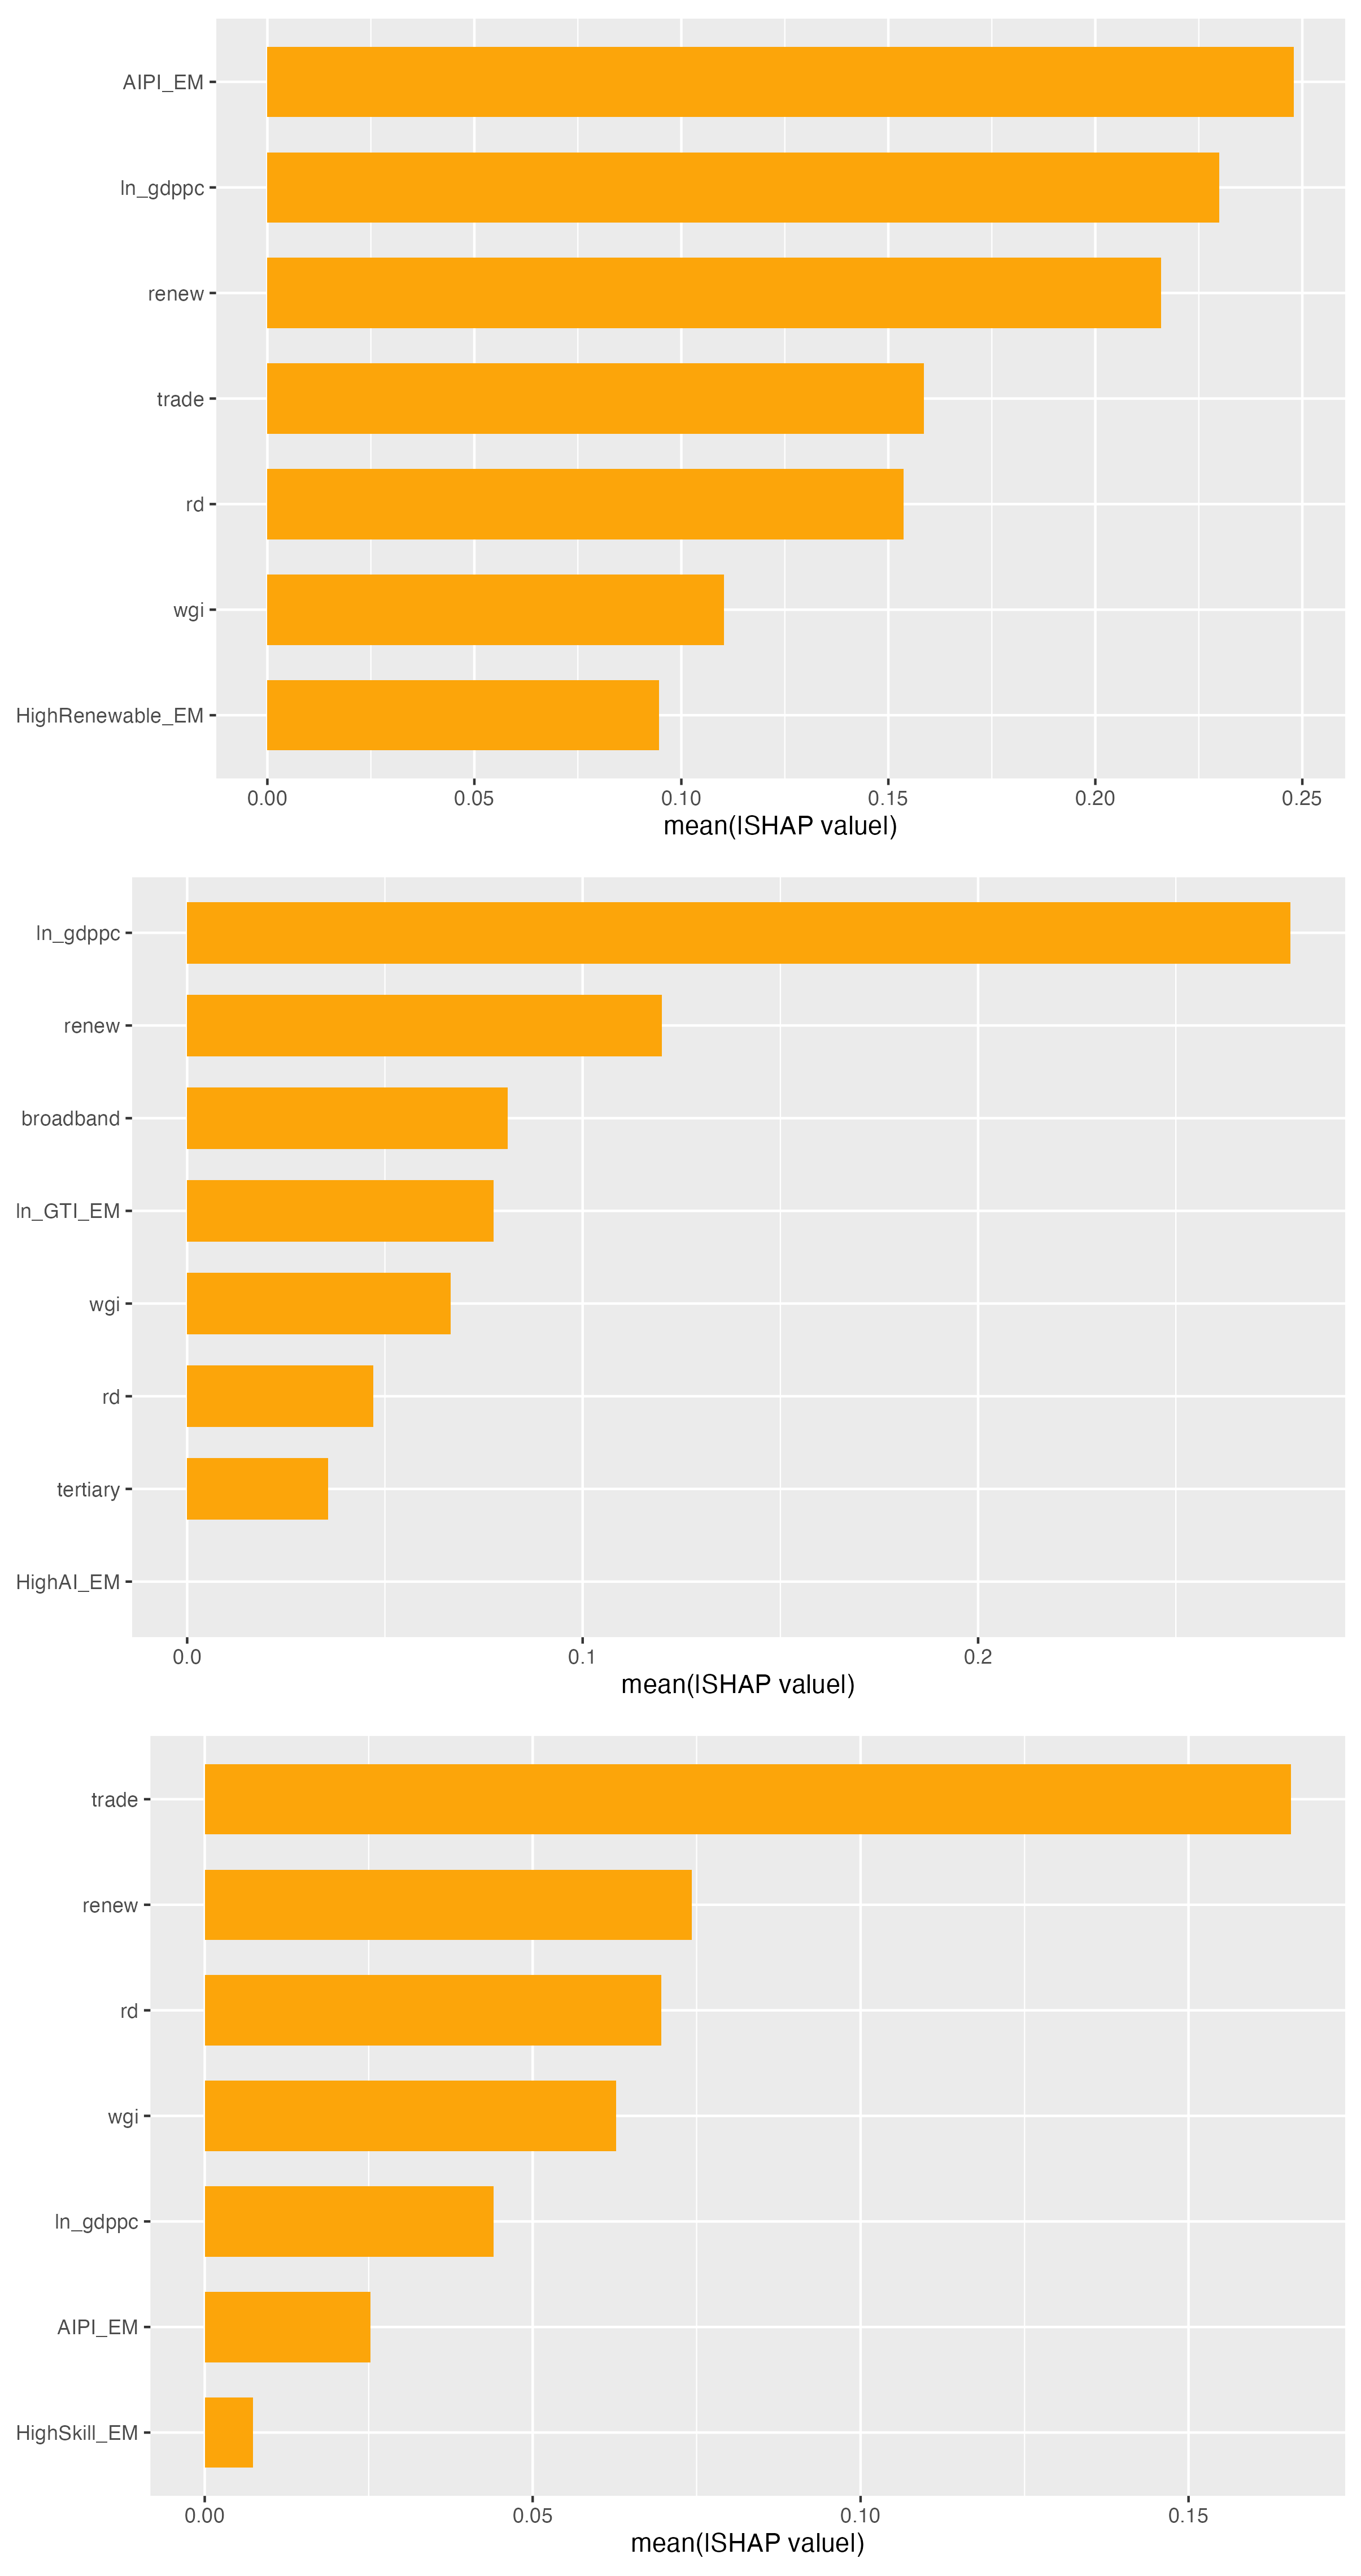 AIPI_EM
ln_gdppc
renew
trade
rd
wgi
HighRenewable_EM
0.00 0.05 0.10 0.15 0.20 0.25
mean(|SHAP value|)
ln_gdppc
renew
broadband
ln_GTI_EM
wgi
rd
tertiary
HighAI_EM
0.0 0.1 0.2
mean(|SHAP value|)
trade
renew
rd
wgi
ln_gdppc
AIPI_EM
HighSkill_EM
0.00 0.05 0.10 0.15
mean(|SHAP value|)